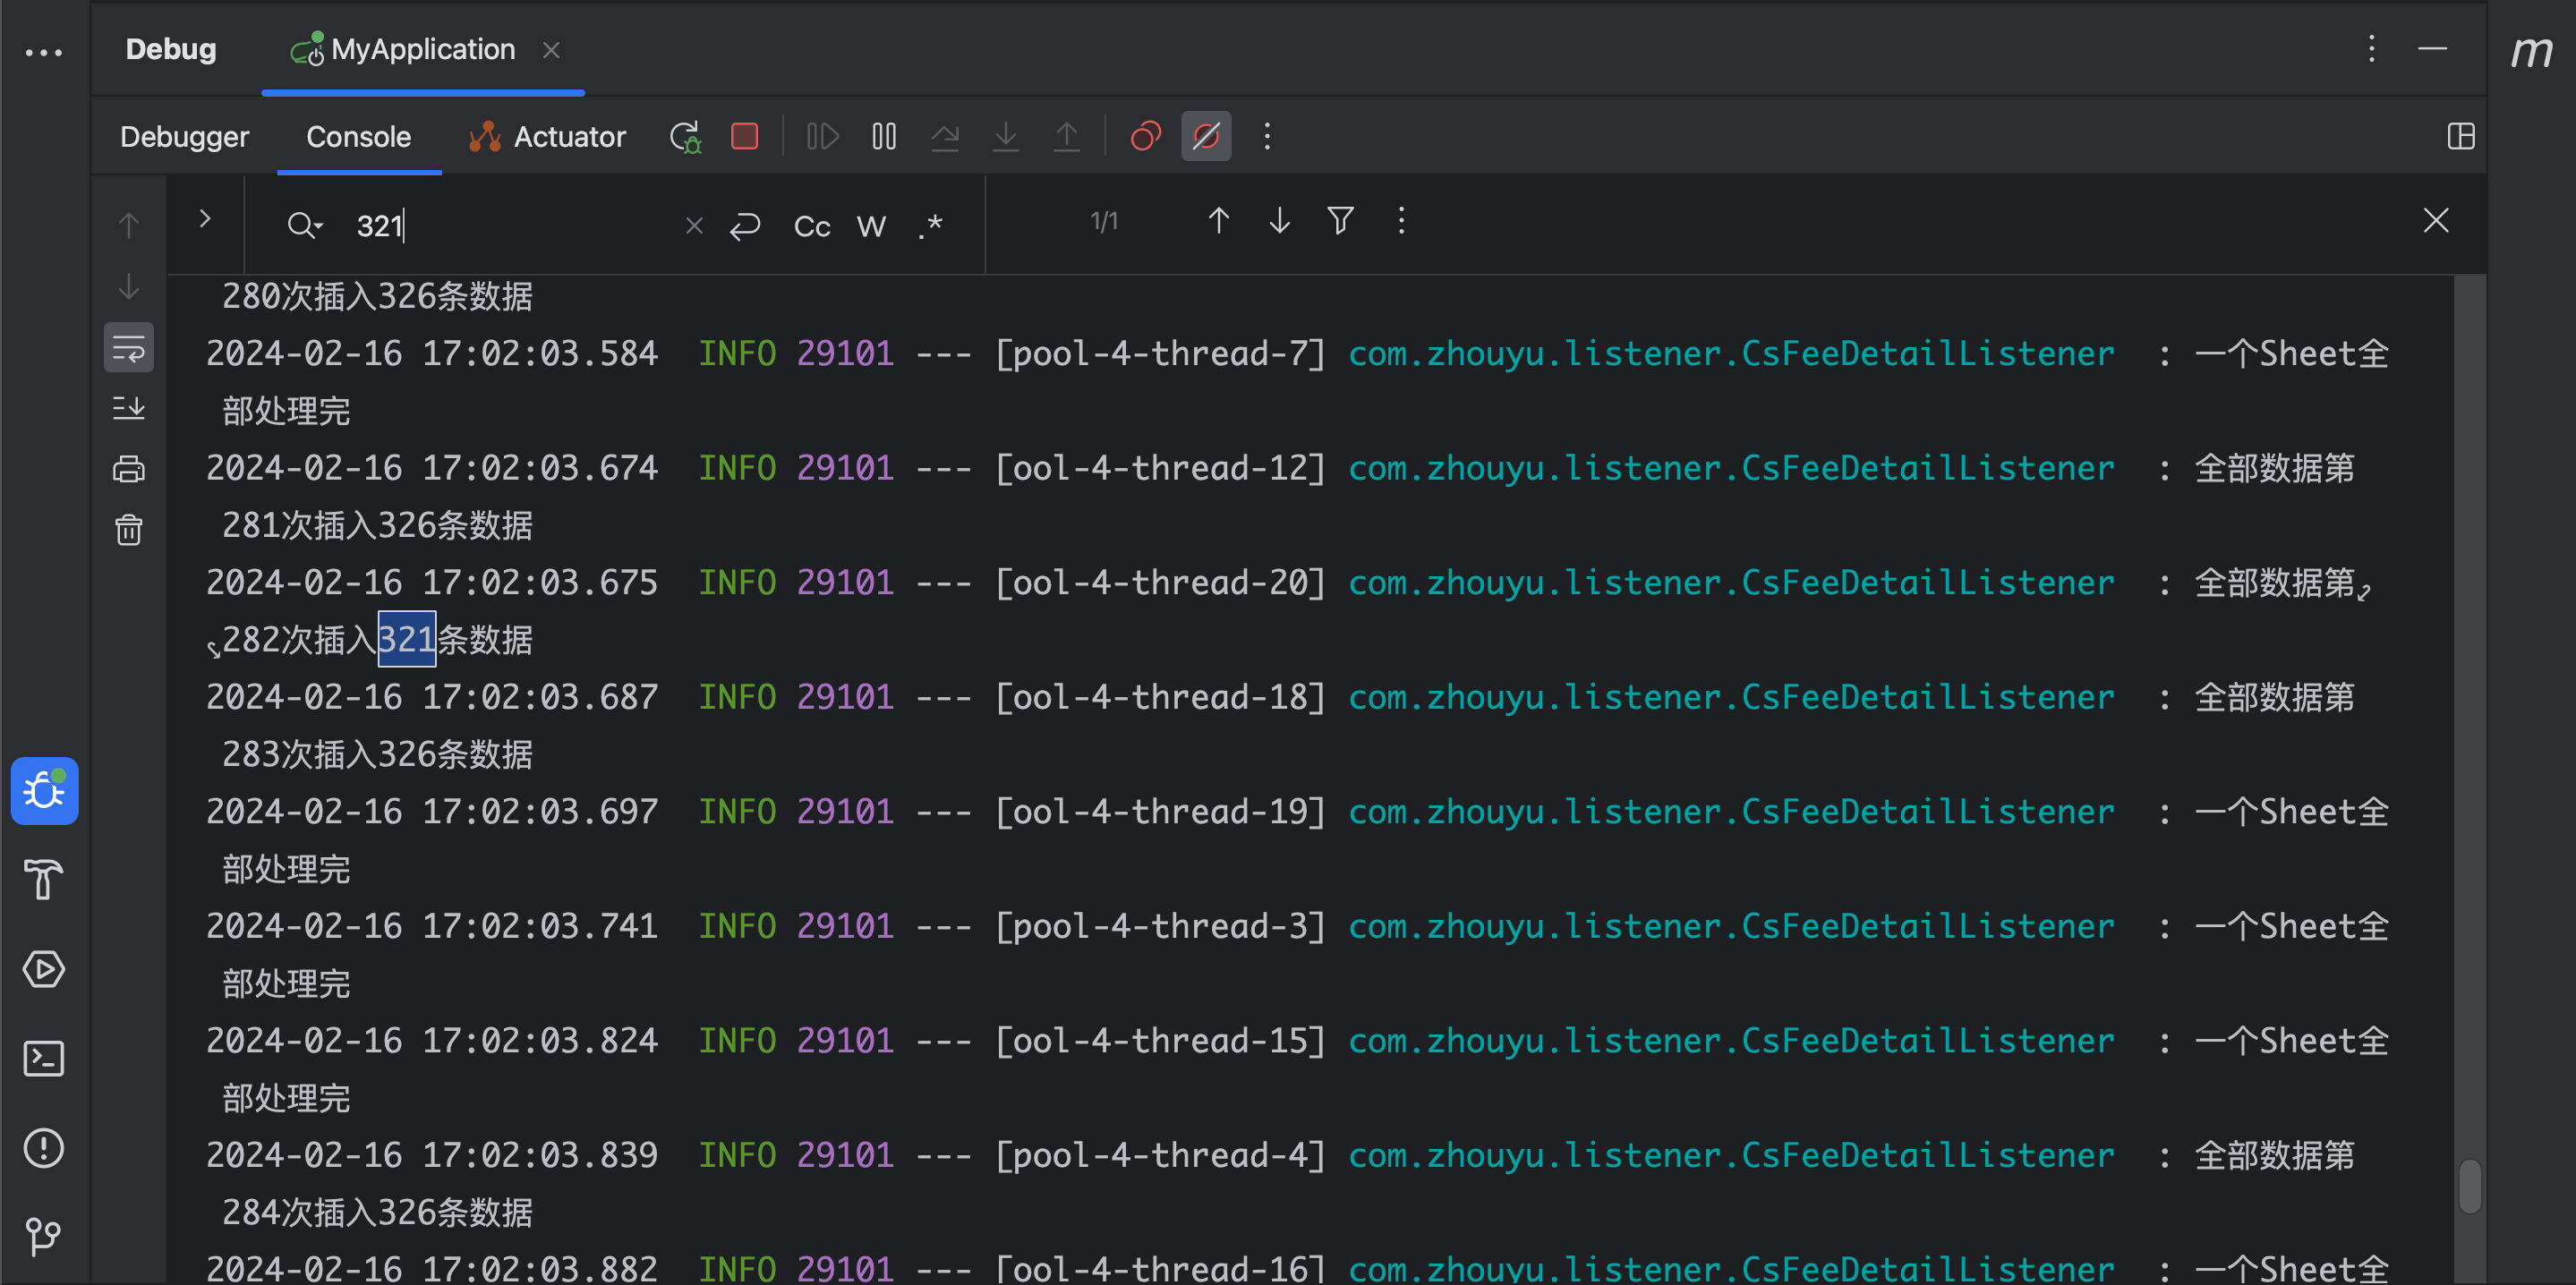 Debug MyApplication
m
Debugger Console Actuator
321 Cc W .* 1/1
280次插入326条数据
2024-02-16 17:02:03.584 INFO 29101 --- [pool-4-thread-7] com.zhouyu.listener.CsFeeDetailListener : 一个Sheet全
部处理完
2024-02-16 17:02:03.674 INFO 29101 --- [ool-4-thread-12] com.zhouyu.listener.CsFeeDetailListener : 全部数据第
281次插入326条数据
2024-02-16 17:02:03.675 INFO 29101 --- [ool-4-thread-20] com.zhouyu.listener.CsFeeDetailListener : 全部数据第
282次插入321条数据
2024-02-16 17:02:03.687 INFO 29101 --- [ool-4-thread-18] com.zhouyu.listener.CsFeeDetailListener : 全部数据第
283次插入326条数据
2024-02-16 17:02:03.697 INFO 29101 --- [ool-4-thread-19] com.zhouyu.listener.CsFeeDetailListener : 一个Sheet全
部处理完
2024-02-16 17:02:03.741 INFO 29101 --- [pool-4-thread-3] com.zhouyu.listener.CsFeeDetailListener : 一个Sheet全
部处理完
2024-02-16 17:02:03.824 INFO 29101 --- [ool-4-thread-15] com.zhouyu.listener.CsFeeDetailListener : 一个Sheet全
部处理完
2024-02-16 17:02:03.839 INFO 29101 --- [pool-4-thread-4] com.zhouyu.listener.CsFeeDetailListener : 全部数据第
284次插入326条数据
2024-02-16 17:02:03.882 INFO 29101 --- [ool-4-thread-16] com.zhouyu.listener.CsFeeDetailListener : 一个Sheet全